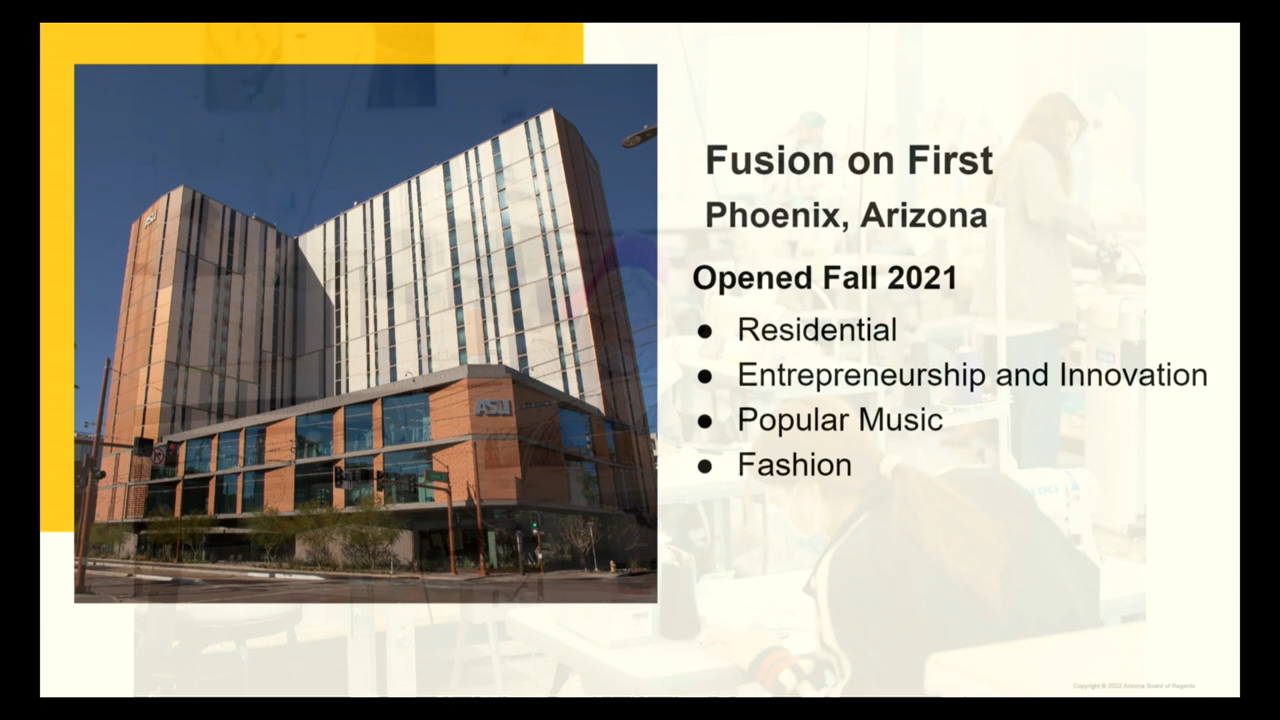 ASU
ASU
Fusion on First
Phoenix, Arizona
Opened Fall 2021
● Residential
● Entrepreneurship and Innovation
● Popular Music
● Fashion
Copyright © 2022 Arizona Board of Regents